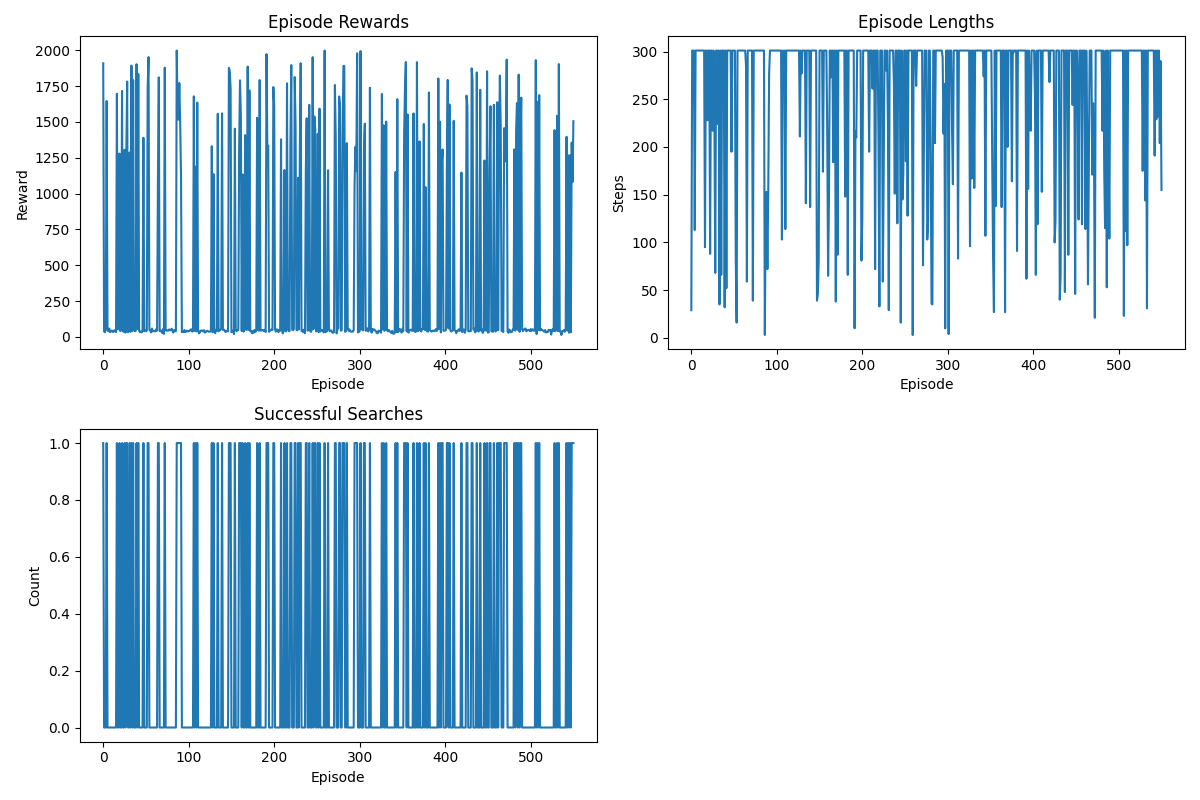 Episode Rewards
Reward
2000
1750
1500
1250
1000
750
500
250
0
0 100 200 300 400 500
Episode
Episode Lengths
Steps
300
250
200
150
100
50
0
0 100 200 300 400 500
Episode
Successful Searches
Count
1.0
0.8
0.6
0.4
0.2
0.0
0 100 200 300 400 500
Episode